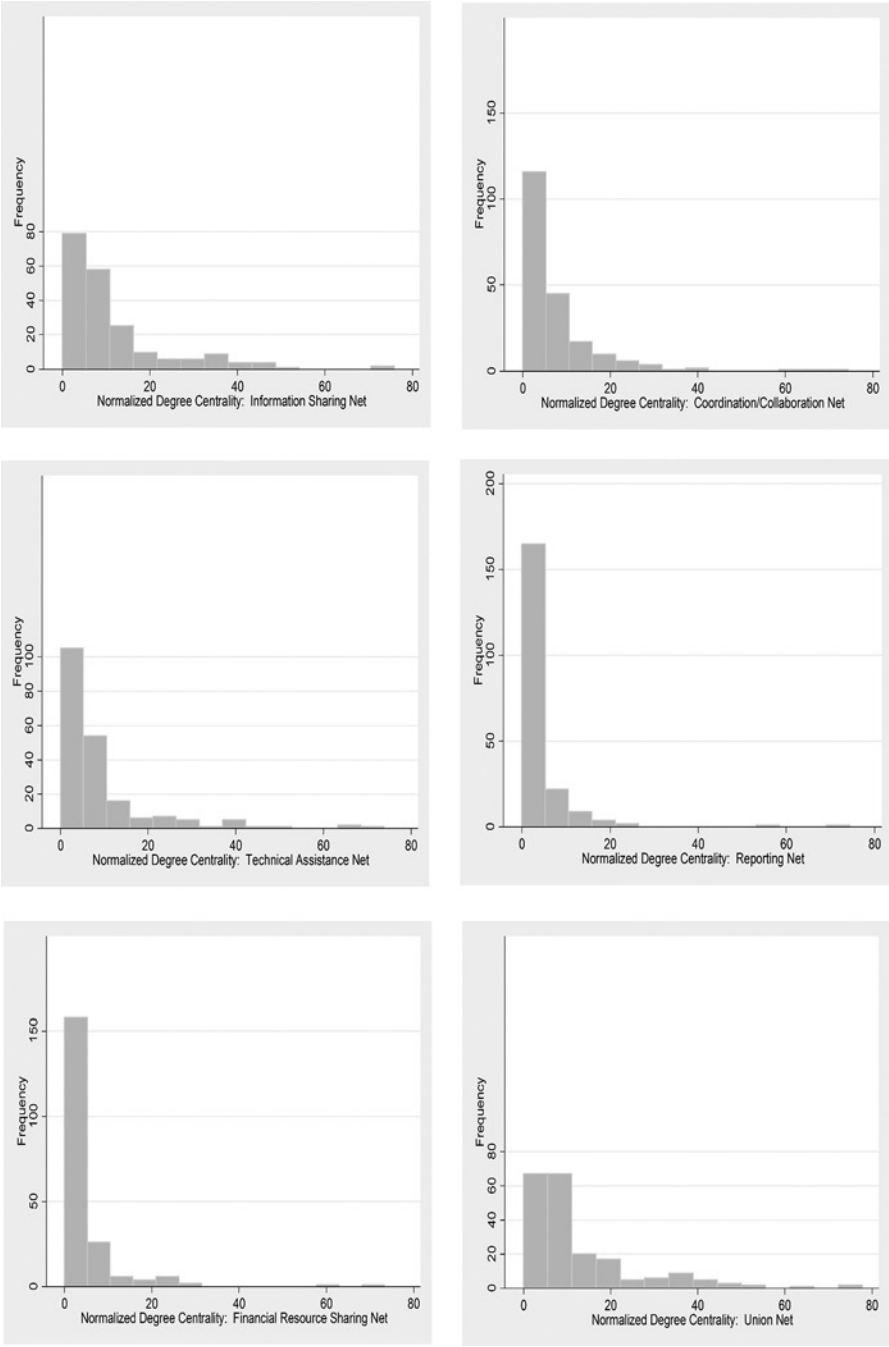 Frequency
80
60
40
20
0
0 20 40 60 80
Normalized Degree Centrality: Information Sharing Net
Frequency
150
100
50
0
0 20 40 60 80
Normalized Degree Centrality: Coordination/Collaboration Net
Frequency
100
80
60
40
20
0
0 20 40 60 80
Normalized Degree Centrality: Technical Assistance Net
Frequency
200
150
100
50
0
0 20 40 60 80
Normalized Degree Centrality: Reporting Net
Frequency
150
100
50
0
0 20 40 60 80
Normalized Degree Centrality: Financial Resource Sharing Net
Frequency
80
60
40
20
0
0 20 40 60 80
Normalized Degree Centrality: Union Net